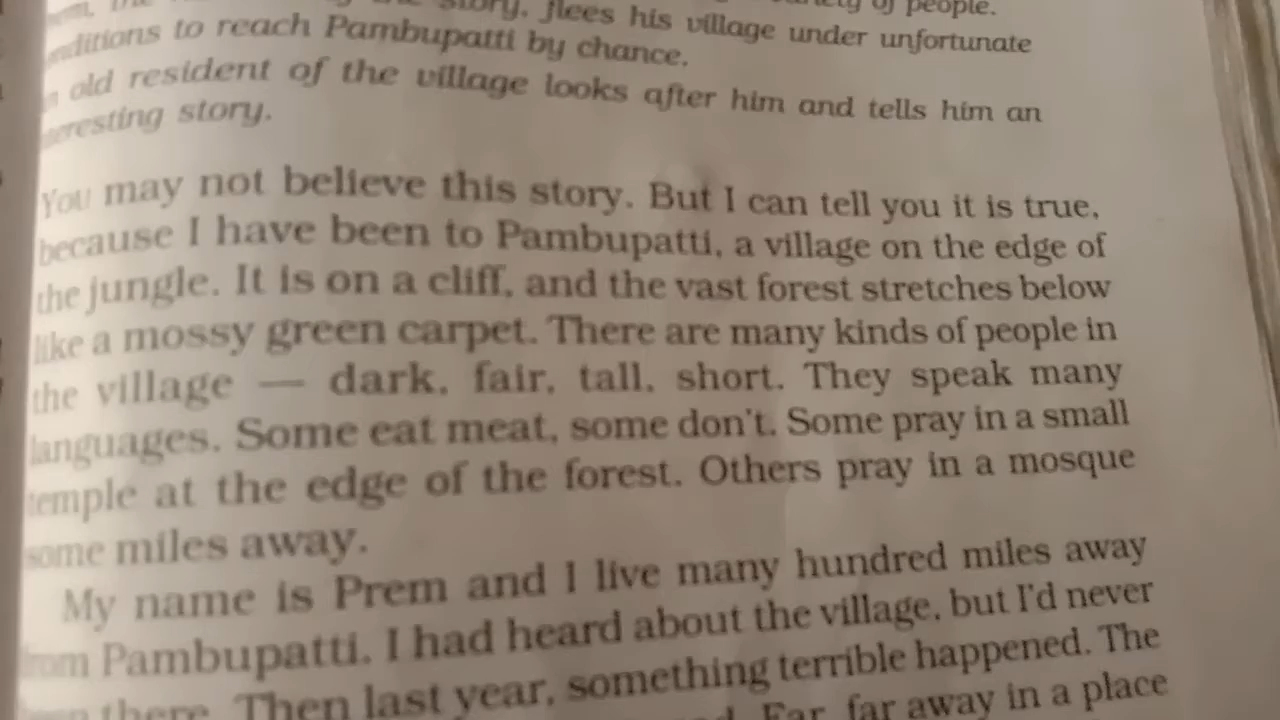 story, flees his village under unfortunate
to reach Pambupatti by chance.
old resident of the village looks after him and tells him an
story.
You may not believe this story. But I can tell you it is true,
because I have been to Pambupatti, a village on the edge of
the jungle. It is on a cliff, and the vast forest stretches below
like a mossy green carpet. There are many kinds of people in
the village — dark, fair, tall, short. They speak many
languages. Some eat meat, some don't. Some pray in a small
temple at the edge of the forest. Others pray in a mosque
some miles away.
My name is Prem and I live many hundred miles away
from Pambupatti. I had heard about the village, but I'd never
there. Then last year, something terrible happened. The
Far, far away in a place